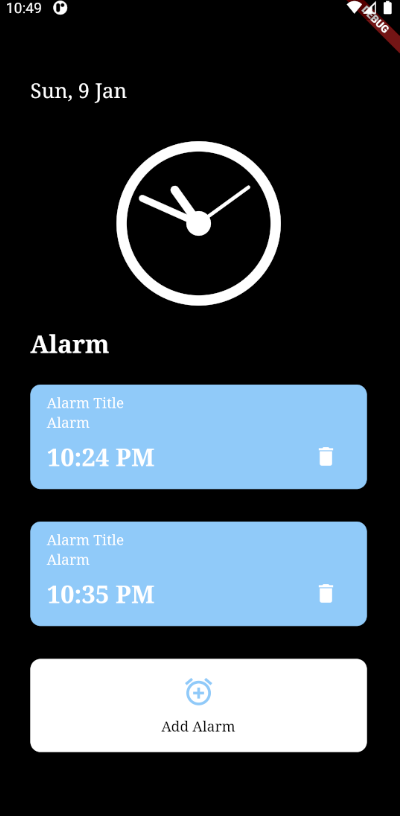 10:49
DEBUG
Sun, 9 Jan
Alarm
Alarm Title
Alarm
10:24 PM
Alarm Title
Alarm
10:35 PM
Add Alarm